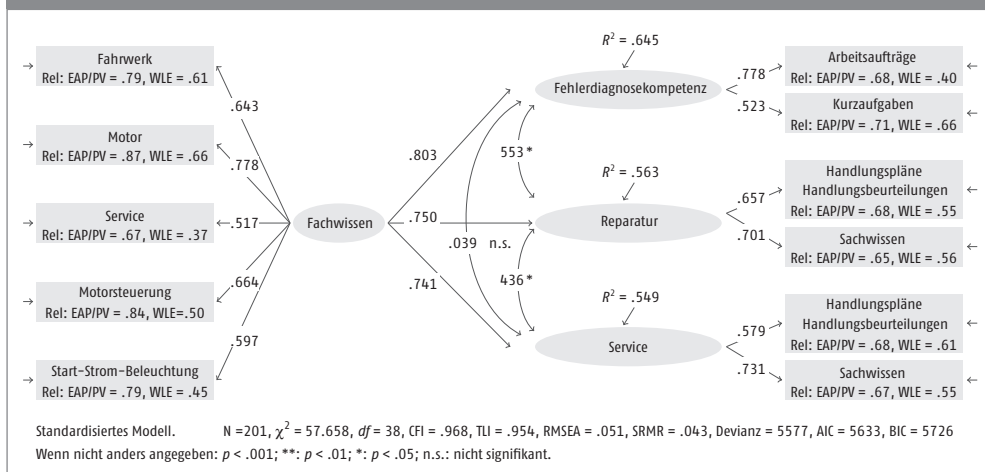 Fahrwerk
Rel: EAP/PV = .79, WLE = .61
Motor
Rel: EAP/PV = .87, WLE = .66
Service
Rel: EAP/PV = .67, WLE = .37
Motorsteuerung
Rel: EAP/PV = .84, WLE=.50
Start-Strom-Beleuchtung
Rel: EAP/PV = .79, WLE = .45
.643
.778
.517
.664
.597
Fachwissen
.803
.750
.741
.039 n.s.
553 *
436 *
R² = .645
Fehlerdiagnosekompetenz
R² = .563
Reparatur
R² = .549
Service
.778
.523
.657
.701
.579
.731
Arbeitsaufträge
Rel: EAP/PV = .68, WLE = .40
Kurzaufgaben
Rel: EAP/PV = .71, WLE = .66
Handlungspläne
Handlungsbeurteilungen
Rel: EAP/PV = .68, WLE = .55
Sachwissen
Rel: EAP/PV = .65, WLE = .56
Handlungspläne
Handlungsbeurteilungen
Rel: EAP/PV = .68, WLE = .61
Sachwissen
Rel: EAP/PV = .67, WLE = .55
Standardisiertes Modell. N =201, χ² = 57.658, df = 38, CFI = .968, TLI = .954, RMSEA = .051, SRMR = .043, Devianz = 5577, AIC = 5633, BIC = 5726
Wenn nicht anders angegeben: p < .001; **: p < .01; *: p < .05; n.s.: nicht signifikant.